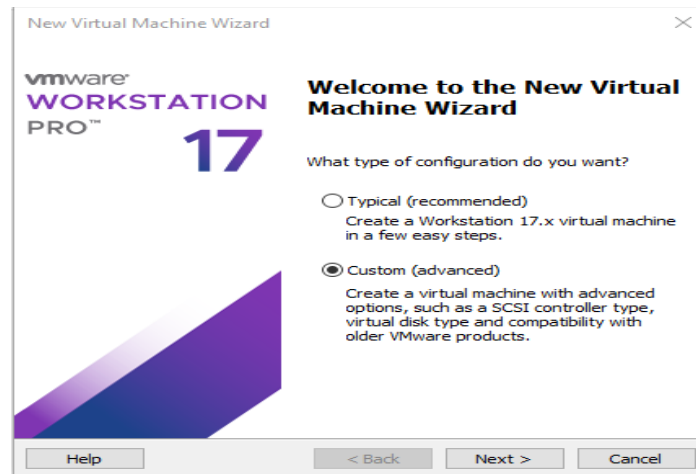 New Virtual Machine Wizard
vmware
WORKSTATION
PRO™
17
Welcome to the New Virtual
Machine Wizard
What type of configuration do you want?
Typical (recommended)
Create a Workstation 17.x virtual machine
in a few easy steps.
Custom (advanced)
Create a virtual machine with advanced
options, such as a SCSI controller type,
virtual disk type and compatibility with
older VMware products.
Help
< Back
Next >
Cancel